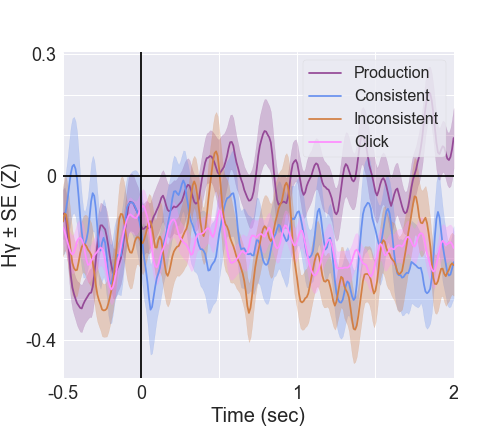 0.3
Production
Consistent
Inconsistent
Click
0
Hγ ± SE (Z)
-0.4
-0.5
0
1
2
Time (sec)